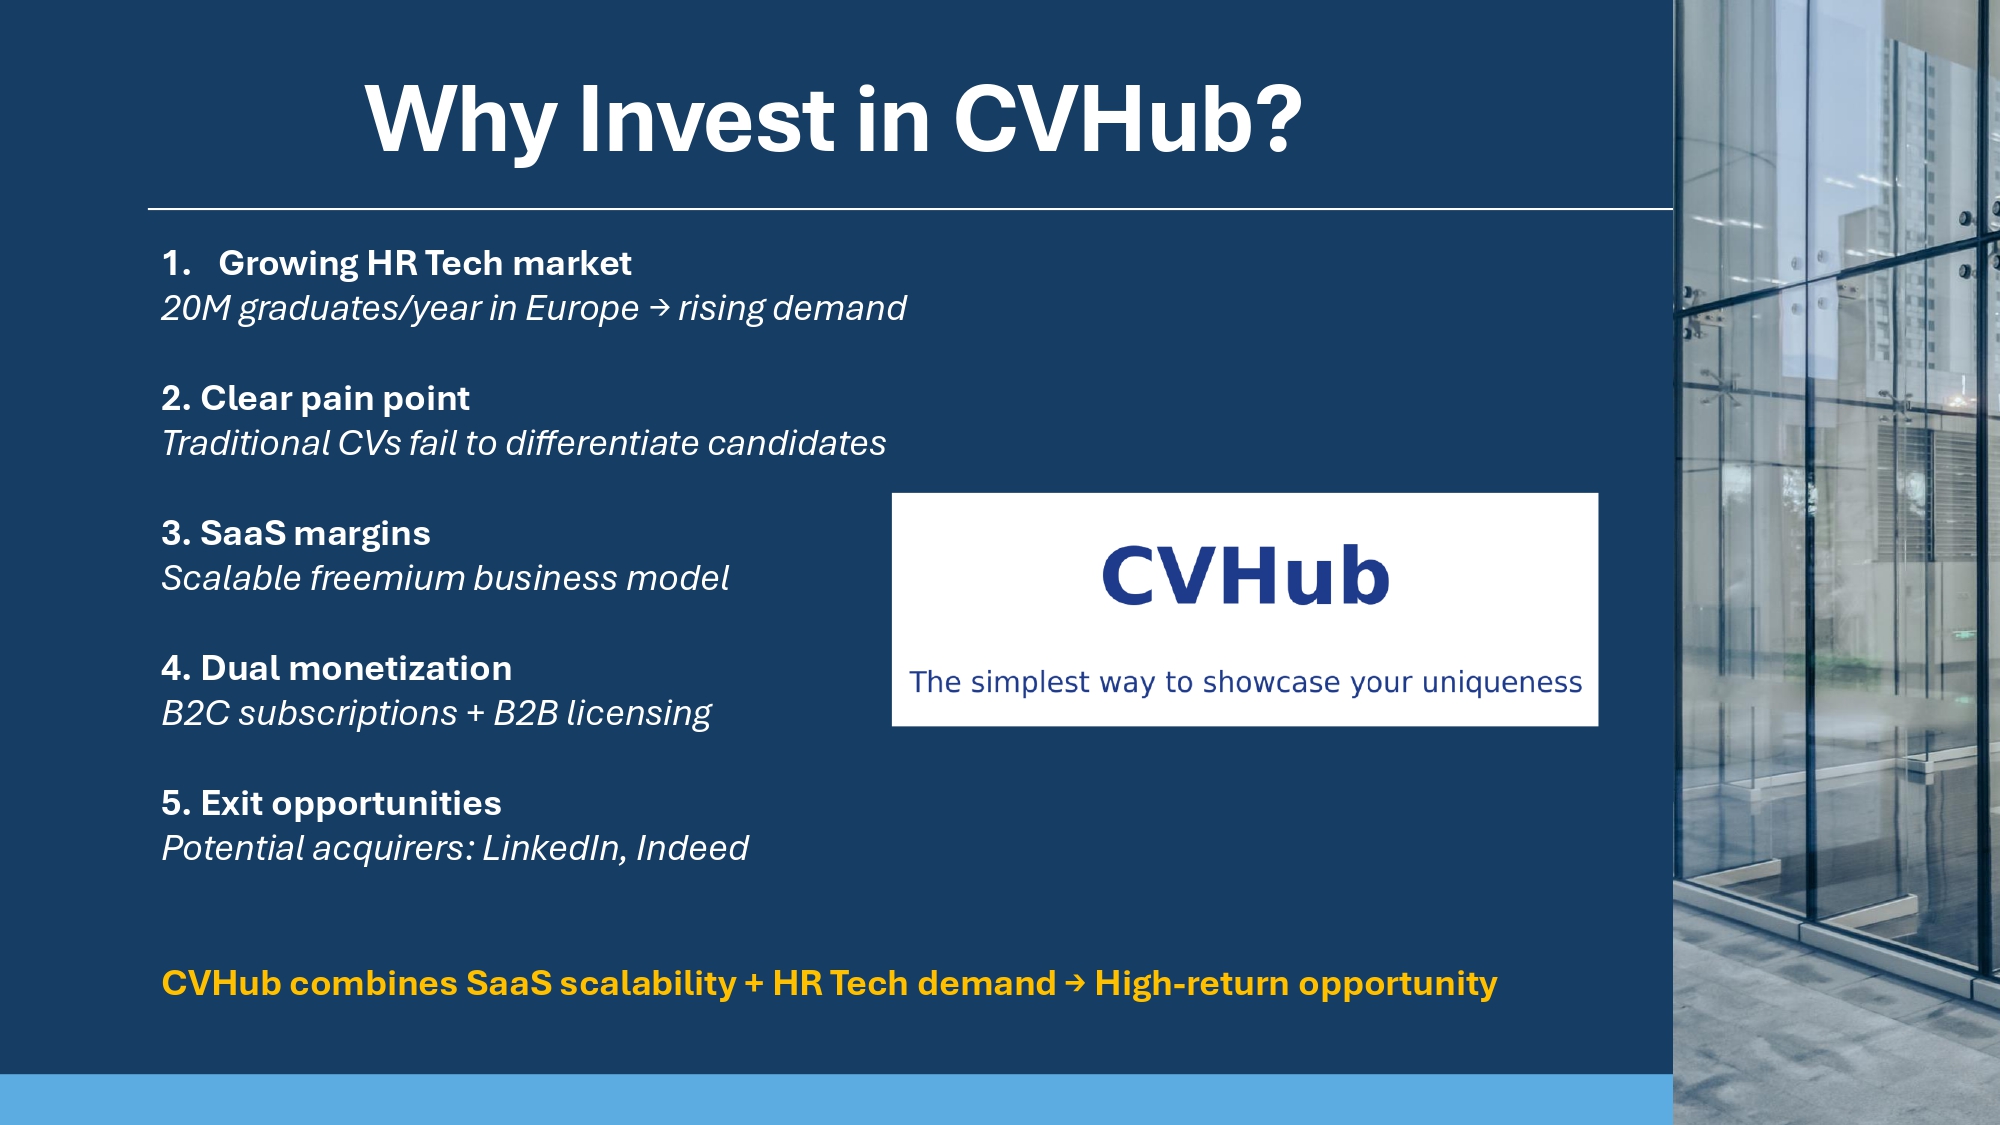 Why Invest in CVHub?
1. Growing HR Tech market
20M graduates/year in Europe → rising demand
2. Clear pain point
Traditional CVs fail to differentiate candidates
3. SaaS margins
Scalable freemium business model
4. Dual monetization
B2C subscriptions + B2B licensing
5. Exit opportunities
Potential acquirers: LinkedIn, Indeed
CVHub
The simplest way to showcase your uniqueness
CVHub combines SaaS scalability + HR Tech demand → High-return opportunity